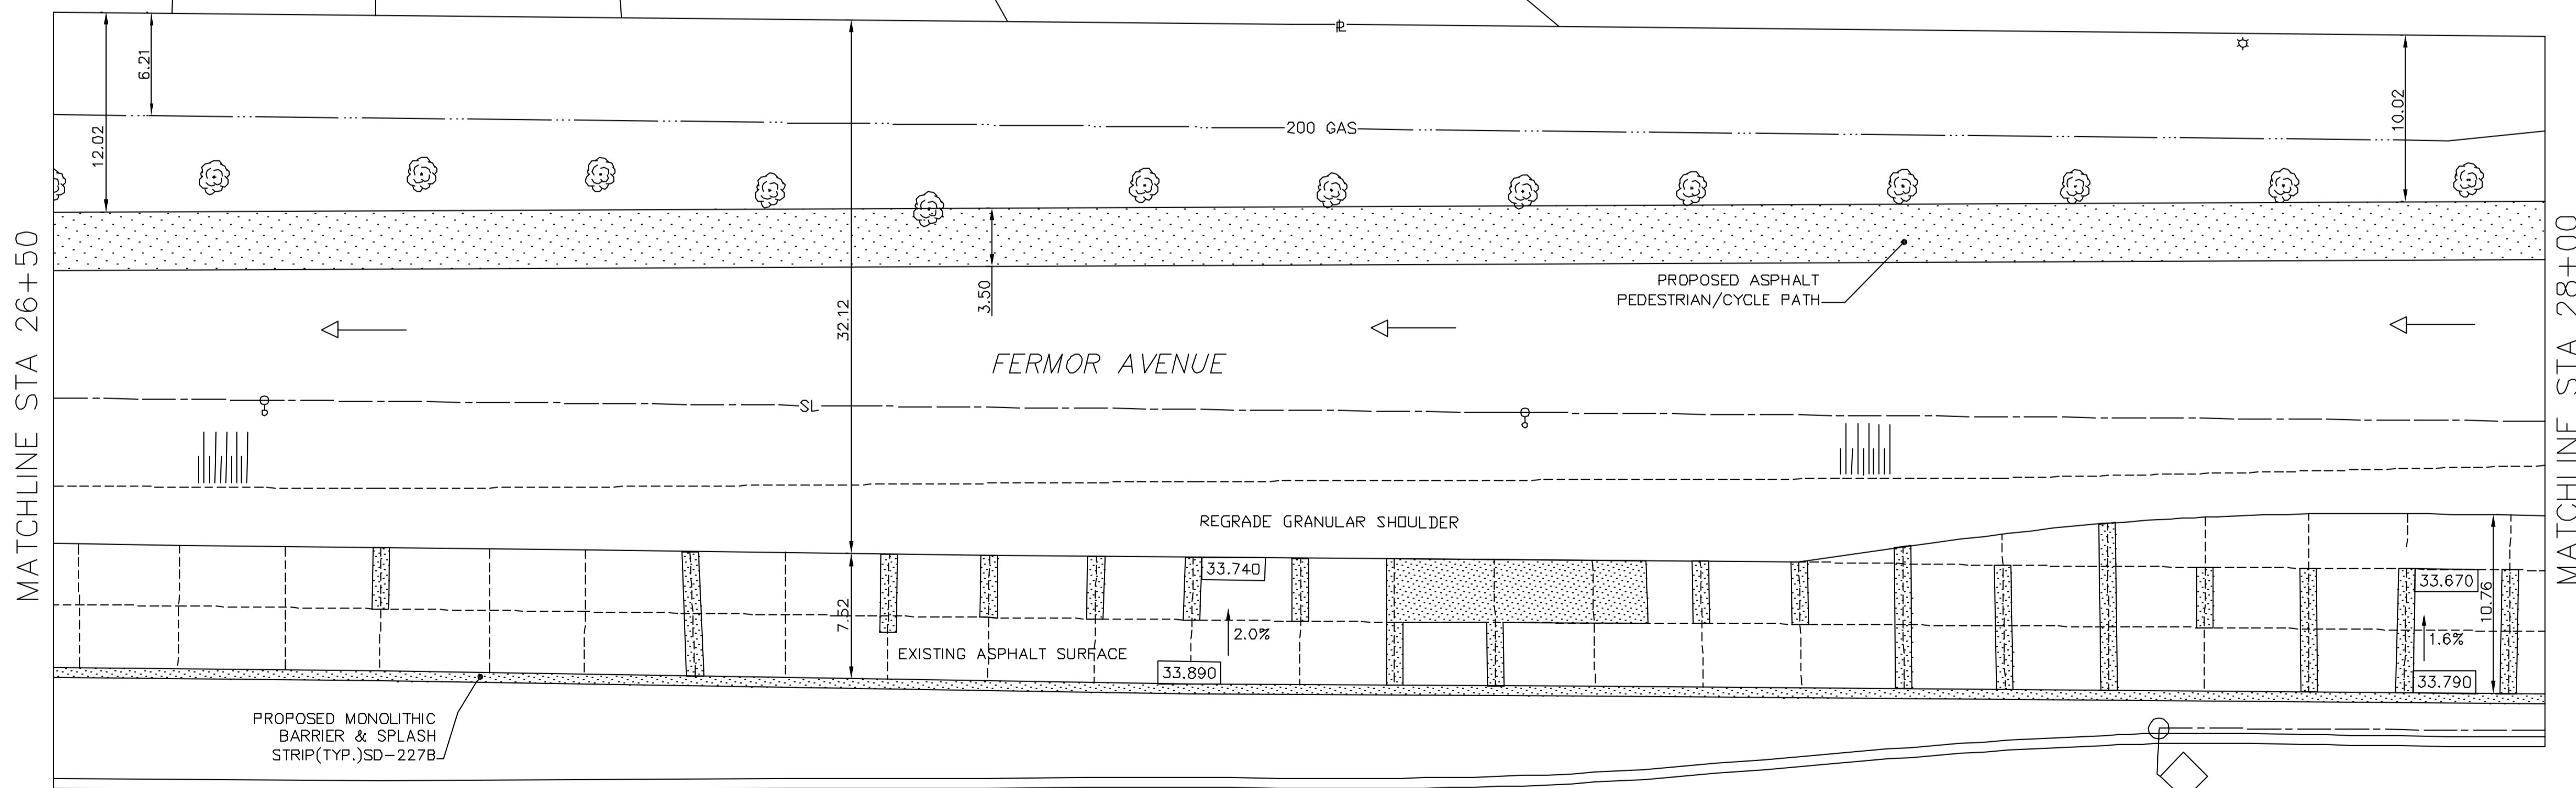 MATCHLINE STA 26+50
6.21
12.02
32.12
200 GAS
10.02
3.50
PROPOSED ASPHALT
PEDESTRIAN/CYCLE PATH
FERMOR AVENUE
SL
REGRADE GRANULAR SHOULDER
33.740
7.52
2.0%
EXISTING ASPHALT SURFACE
33.890
33.670
10.76
1.6%
33.790
PROPOSED MONOLITHIC
BARRIER & SPLASH
STRIP(TYP.)SD-227B
MATCHLINE STA 28+00